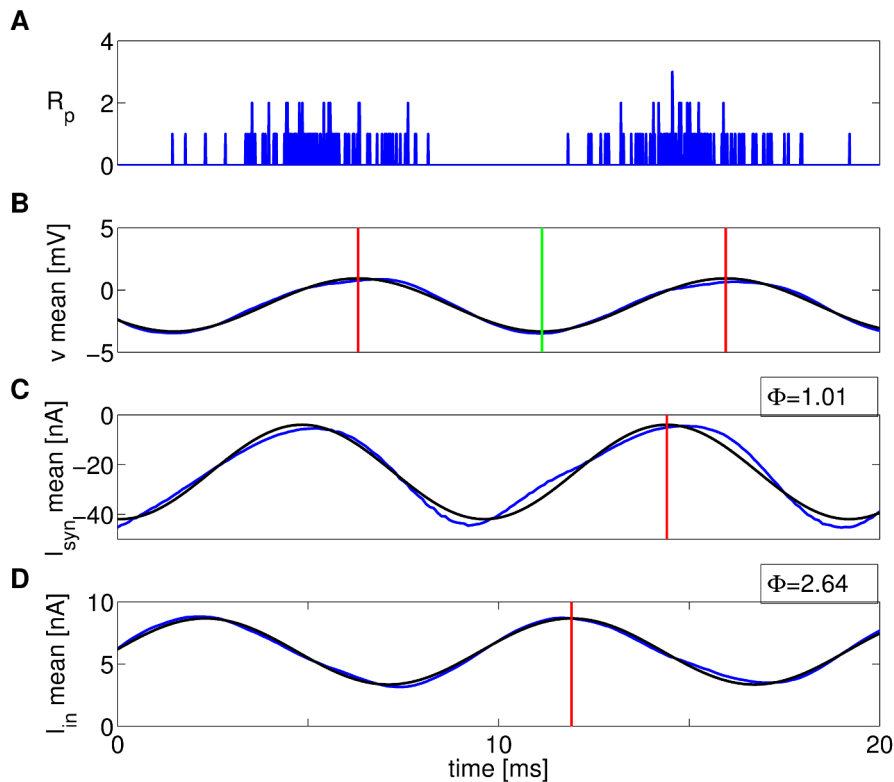 A
4
2
0
R_p
B
5
0
−5
v mean [mV]
C
Φ=1.01
0
−20
−40
I_syn mean [nA]
D
Φ=2.64
10
5
0
I_in mean [nA]
0 10 20
time [ms]